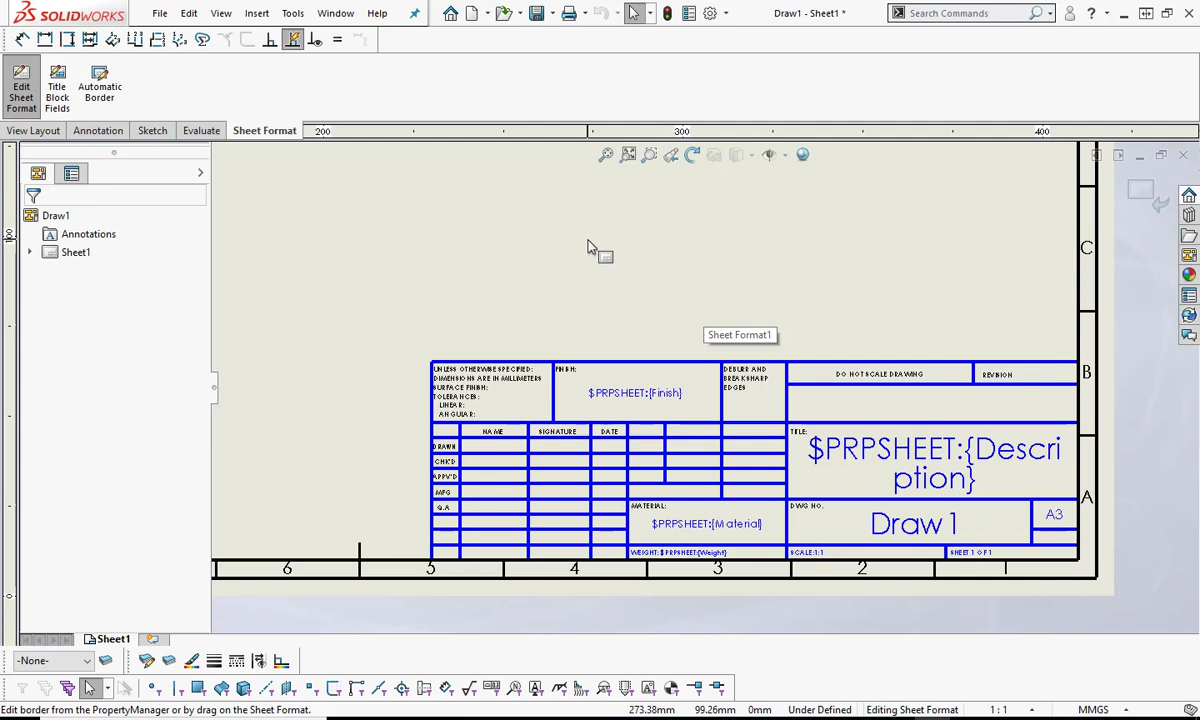 SOLIDWORKS
File
Edit
View
Insert
Tools
Window
Help
Draw1 - Sheet1 *
Search Commands
Edit
Sheet
Format
Title
Block
Fields
Automatic
Border
View Layout
Annotation
Sketch
Evaluate
Sheet Format
200
300
400
100
0
Draw1
Annotations
Sheet1
Sheet Format1
C
B
A
UNLESS OTHERWISE SPECIFIED:
DIMENSIONS ARE IN MILLIMETERS
SURFACE FINISH:
TOLERANCES:
LINEAR:
ANGULAR:
FINISH:
$PRPSHEET:{Finish}
DEBURR AND
BREAK SHARP
EDGES
DO NOT SCALE DRAWING
REVISION
NAME
SIGNATURE
DATE
DRAWN
CHK'D
APPV'D
MFG
Q.A
TITLE:
$PRPSHEET:{Descri
ption}
MATERIAL:
$PRPSHEET:{Material}
DWG NO.
Draw1
A3
WEIGHT: $PRPSHEET:{Weight}
SCALE:1:1
SHEET 1 OF 1
6
5
4
3
2
1
Sheet1
-None-
Edit border from the PropertyManager or by drag on the Sheet Format.
273.38mm
99.26mm
0mm
Under Defined
Editing Sheet Format
1 : 1
MMGS